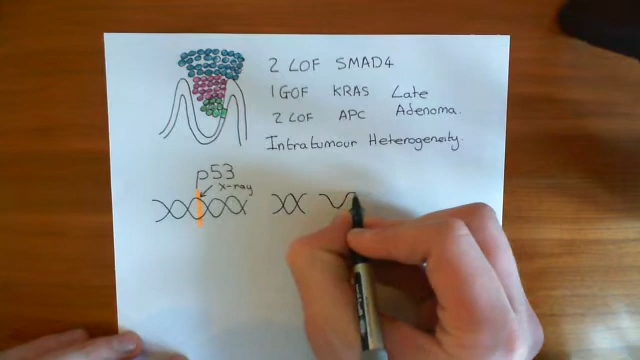 2 LOF SMAD4
1 GOF KRAS Late
2 LOF APC Adenoma.
Intratumour Heterogeneity.
p53
x-ray